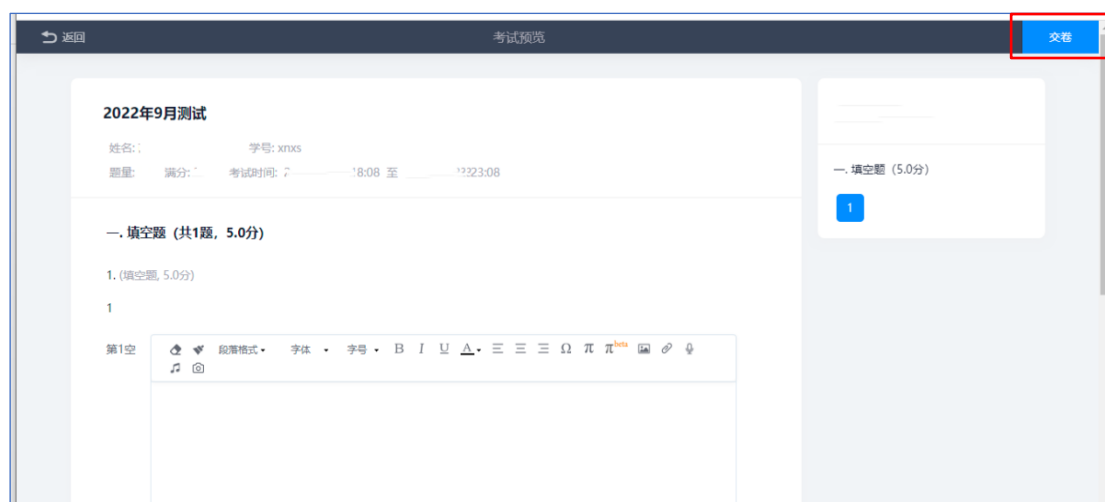 返回 考试预览 交卷
2022年9月测试
姓名: 学号: xnxs
题量: 满分: 考试时间: 18:08 至 23:08
一. 填空题 (共1题, 5.0分)
1. (填空题, 5.0分)
1
第1空 段落格式 字体 字号 B I U A Ω π π beta
一. 填空题 (5.0分)
1